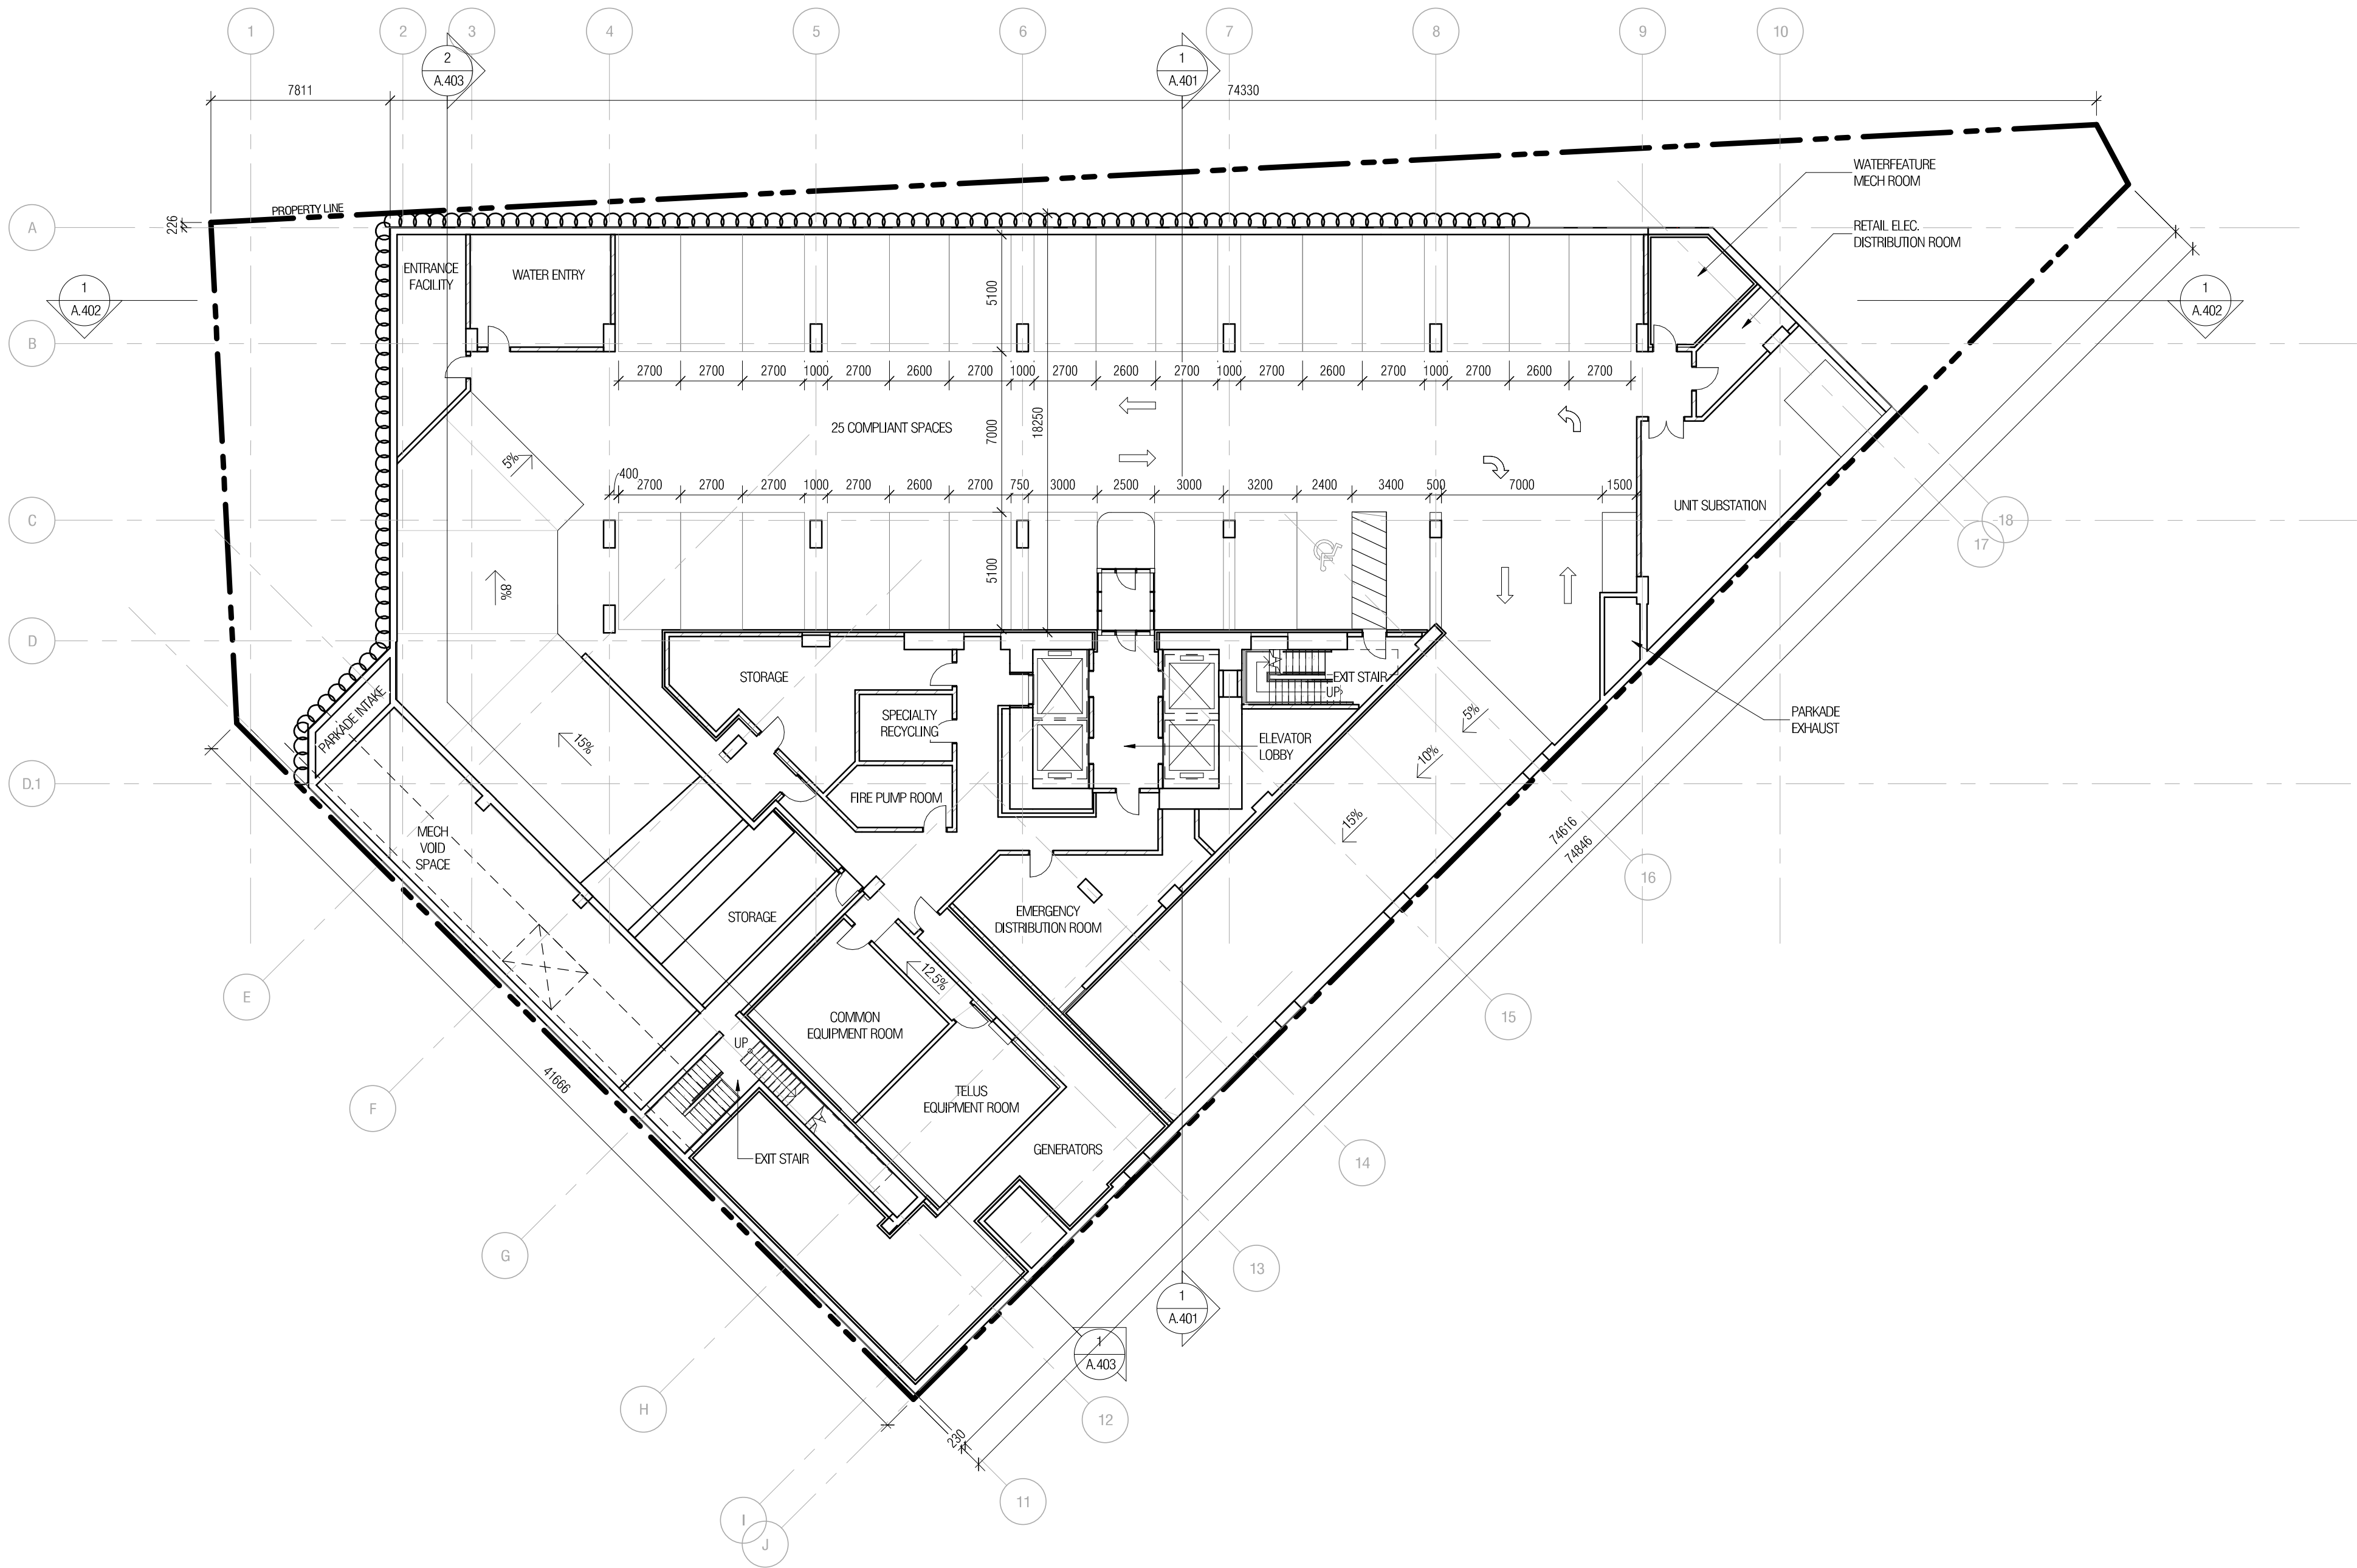 1
2
3
4
5
6
7
8
9
10
2
A.403
1
A.401
7811
74330
WATERFEATURE
MECH ROOM
PROPERTY LINE
226
A
RETAIL ELEC.
DISTRIBUTION ROOM
ENTRANCE
FACILITY
WATER ENTRY
5100
1
A.402
1
A.402
B
2700
2700
2700
1000
2700
2600
2700
1000
2700
2600
2700
1000
2700
2600
2700
1000
2700
2600
2700
25 COMPLIANT SPACES
7000
18250
5%
400
2700
2700
2700
1000
2700
2600
2700
750
3000
2500
3000
3200
2400
3400
500
7000
1500
C
UNIT SUBSTATION
18
17
5100
8%
D
STORAGE
EXIT STAIR
UP
PARKADE INTAKE
SPECIALTY
RECYCLING
5%
PARKADE
EXHAUST
15%
ELEVATOR
LOBBY
10%
D.1
FIRE PUMP ROOM
15%
MECH
VOID
SPACE
74616
74846
16
STORAGE
EMERGENCY
DISTRIBUTION ROOM
12.5%
E
COMMON
EQUIPMENT ROOM
15
UP
41666
TELUS
EQUIPMENT ROOM
F
GENERATORS
EXIT STAIR
14
G
13
1
A.401
1
A.403
H
12
230
11
I
J